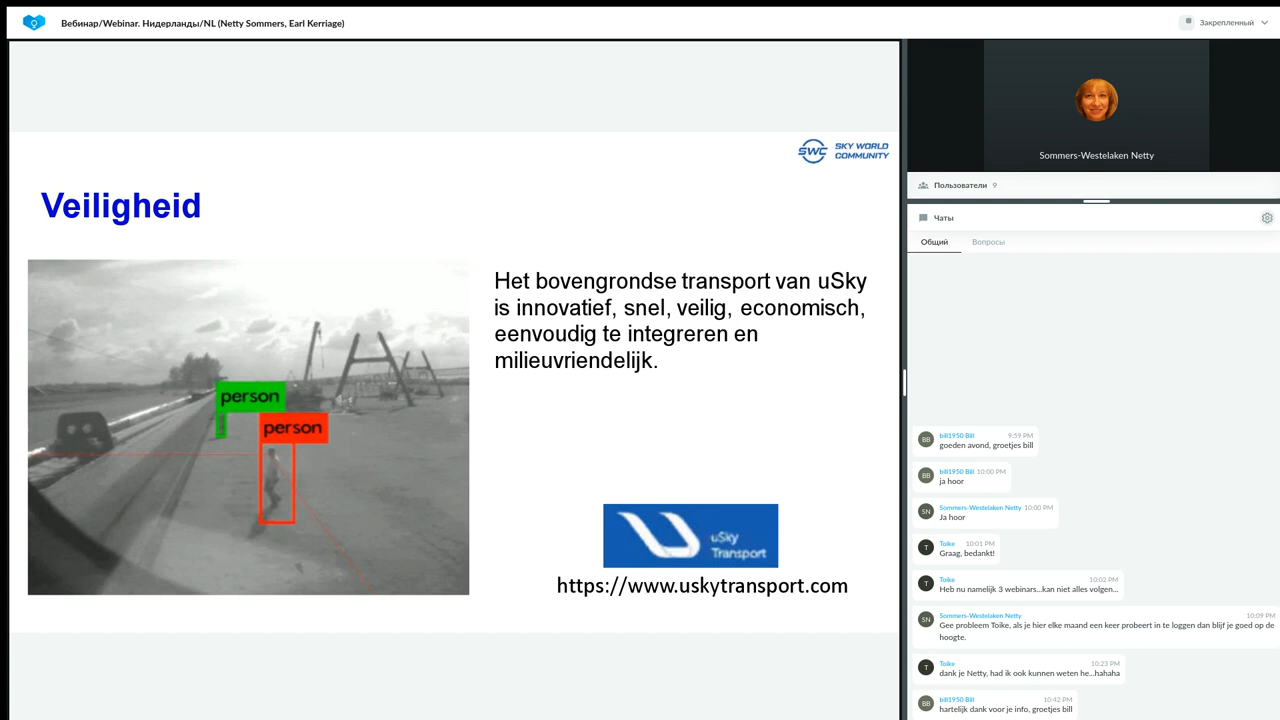 Вебинар/Webinar. Нидерланды/NL (Netty Sommers, Earl Kerriage)
Закрепленный
SWC SKY WORLD
COMMUNITY
Veiligheid
Het bovengrondse transport van uSky
is innovatief, snel, veilig, economisch,
eenvoudig te integreren en
milieuvriendelijk.
person
person
uSky
Transport
https://www.uskytransport.com
Sommers-Westelaken Netty
Пользователи 9
Чаты
Общий Вопросы
BB
bill1950 Bill 9:59 PM
goeden avond, groetjes bill
BB
bill1950 Bill 10:00 PM
ja hoor
SN
Sommers-Westelaken Netty 10:00 PM
Ja hoor
T
Toike 10:01 PM
Graag, bedankt!
T
Toike 10:02 PM
Heb nu namelijk 3 webinars...kan niet alles volgen...
SN
Sommers-Westelaken Netty 10:09 PM
Gee probleem Toike, als je hier elke maand een keer probeert in te loggen dan blijf je goed op de
hoogte.
T
Toike 10:23 PM
dank je Netty, had ik ook kunnen weten he...hahaha
BB
bill1950 Bill 10:42 PM
hartelijk dank voor je info, groetjes bill